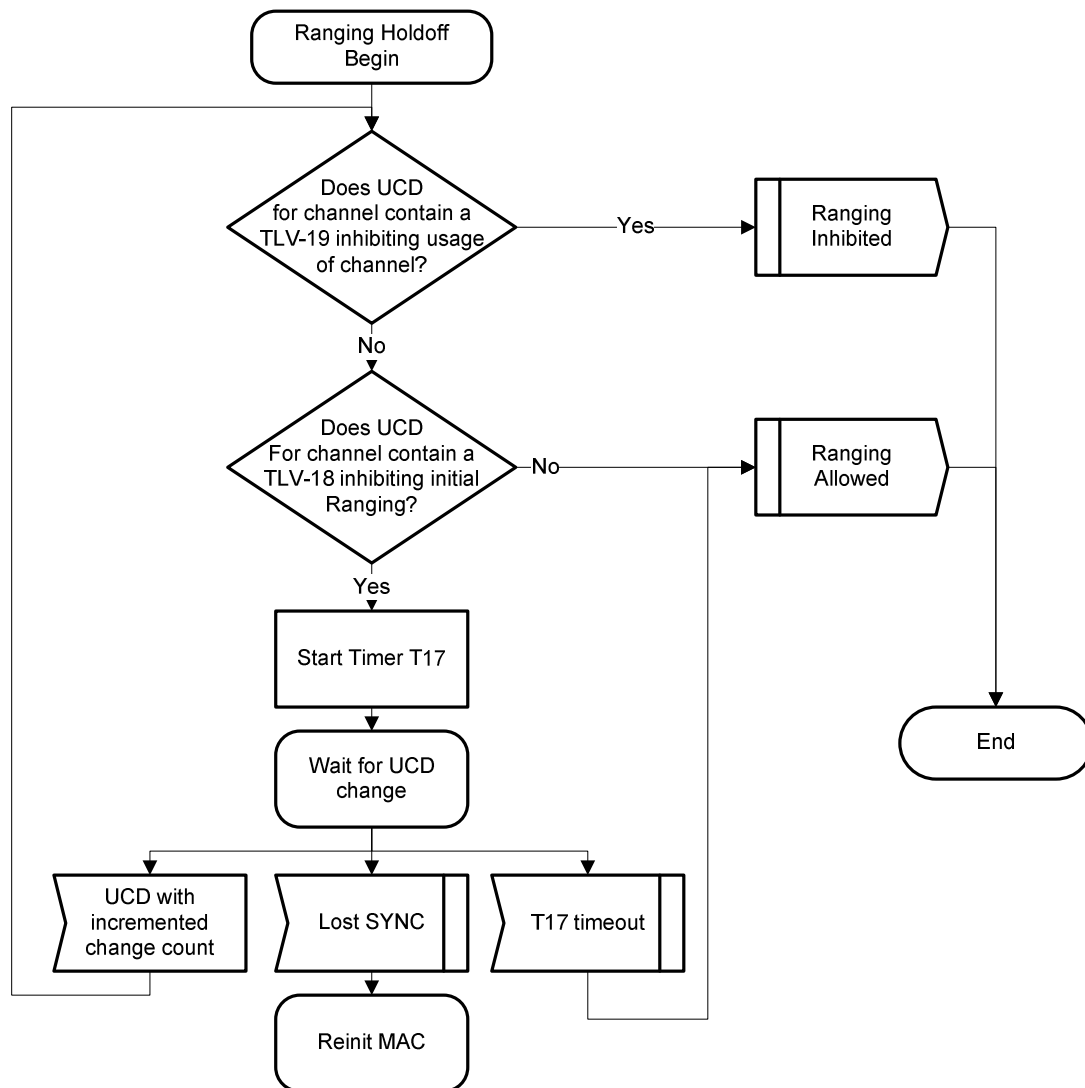 Ranging Holdoff
Begin
Does UCD
for channel contain a
TLV-19 inhibiting usage
of channel?
Yes
Ranging
Inhibited
No
Does UCD
For channel contain a
TLV-18 inhibiting initial
Ranging?
No
Ranging
Allowed
Yes
Start Timer T17
Wait for UCD
change
End
UCD with
incremented
change count
Lost SYNC
T17 timeout
Reinit MAC